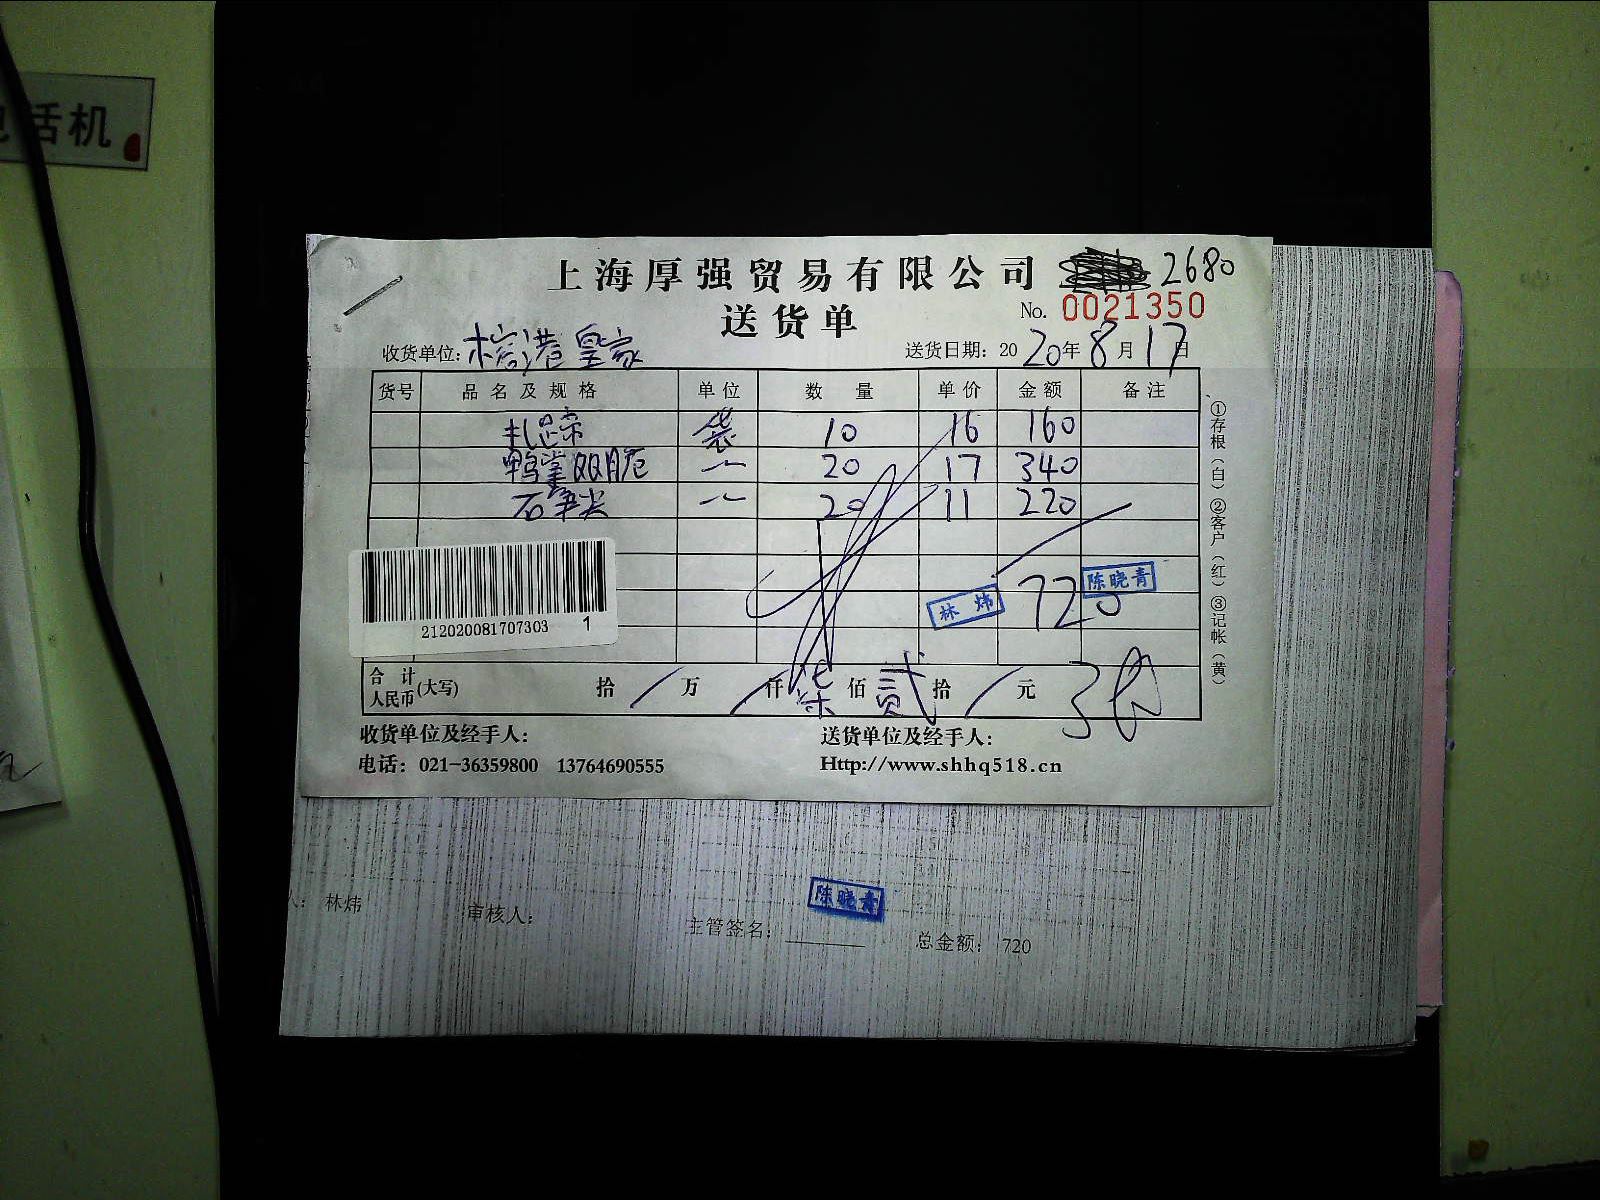 话机
上海厚强贸易有限公司 2680
送货单 No. 0021350
收货单位: 港皇家 送货日期: 2020年8月17日
货号 品名及规格 单位 数量 单价 金额 备注
扎蹄 袋 10 16 160
鸭掌双脆 〃 20 17 340
石笋尖 〃 20 11 220
林炜 720 陈晓青
212020081707303 1
合计人民币(大写) 拾 / 万 / 仟 柒 佰 贰 拾 / 元
①存根(白)②客户(红)③记帐(黄)
收货单位及经手人: 送货单位及经手人:
电话: 021-36359800 13764690555 Http://www.shhq518.cn
人: 林炜 审核人: 主管签名: 陈晓青 总金额: 720